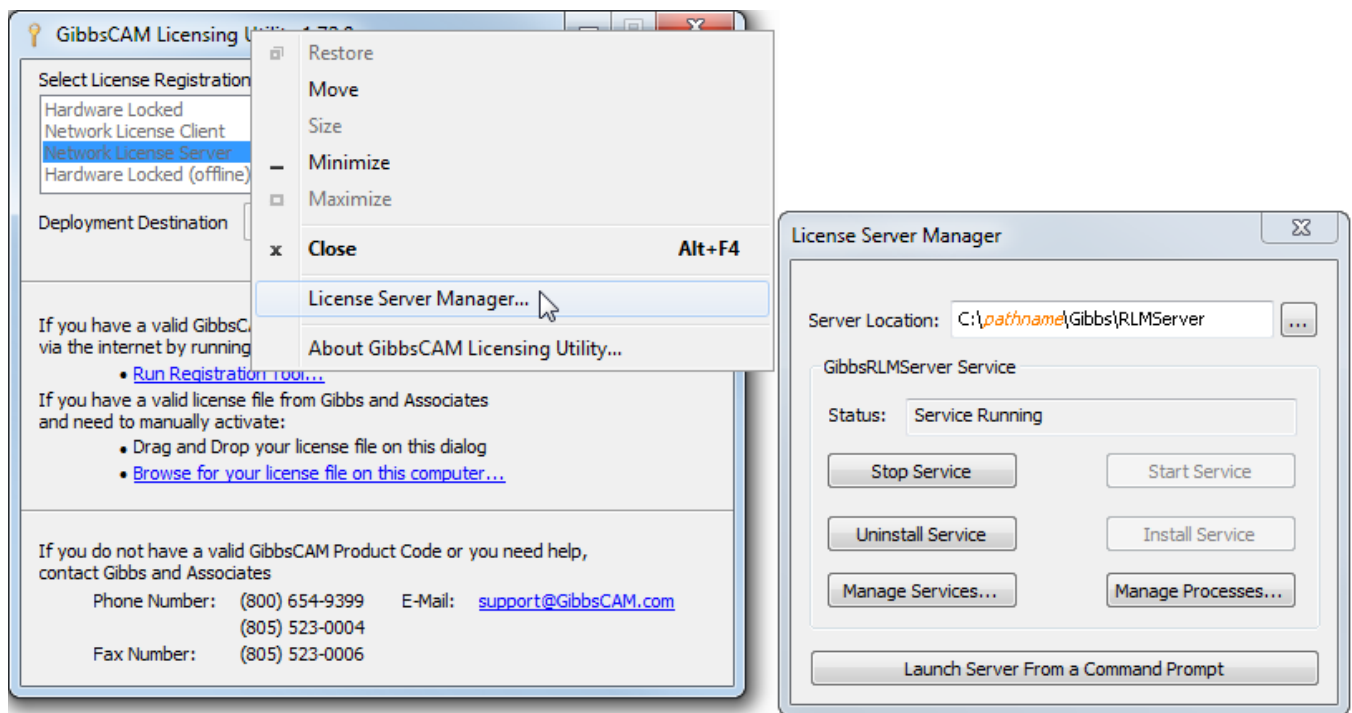 GibbsCAM Licensing
Restore
Move
Size
Minimize
Maximize
x Close Alt+F4
License Server Manager...
About GibbsCAM Licensing Utility...
Select License Registration
Hardware Locked
Network License Client
Network License Server
Hardware Locked (offline)
Deployment Destination
If you have a valid
via the internet by running
• Run Registration Tool...
If you have a valid license file from Gibbs and Associates
and need to manually activate:
• Drag and Drop your license file on this dialog
• Browse for your license file on this computer...
If you do not have a valid GibbsCAM Product Code or you need help,
contact Gibbs and Associates
Phone Number: (800) 654-9399 E-Mail: support@GibbsCAM.com
(805) 523-0004
Fax Number: (805) 523-0006
License Server Manager
Server Location: C:\pathname\Gibbs\RLMServer ...
GibbsRLMServer Service
Status: Service Running
Stop Service Start Service
Uninstall Service Install Service
Manage Services... Manage Processes...
Launch Server From a Command Prompt